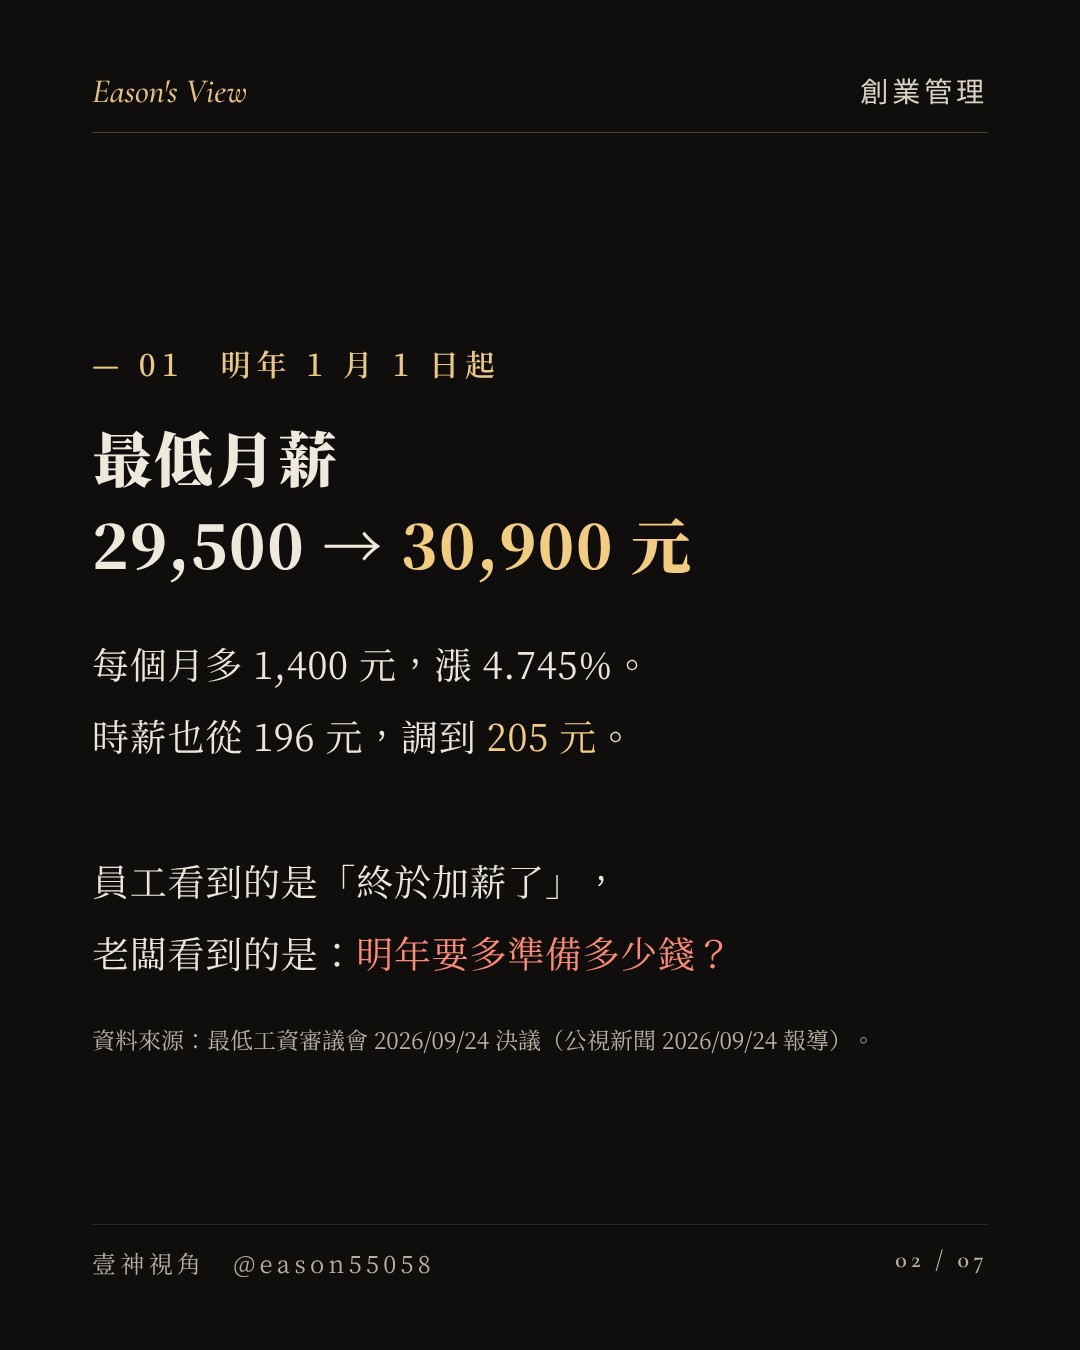 Eason's View
創業管理
— 01　明年 1 月 1 日起
最低月薪
29,500 → 30,900 元
每個月多 1,400 元，漲 4.745%。
時薪也從 196 元，調到 205 元。
員工看到的是「終於加薪了」，
老闆看到的是：明年要多準備多少錢？
資料來源：最低工資審議會 2026/09/24 決議（公視新聞 2026/09/24 報導）。
壹神視角　@eason55058
02 / 07